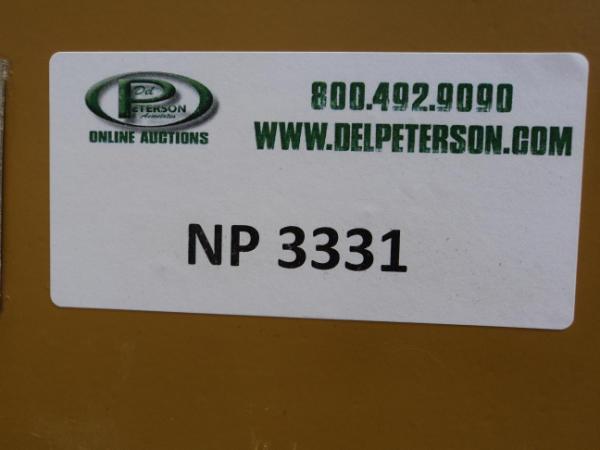 Del
PETERSON
& Associates
ONLINE AUCTIONS
800.492.9090
WWW.DELPETERSON.COM
NP 3331